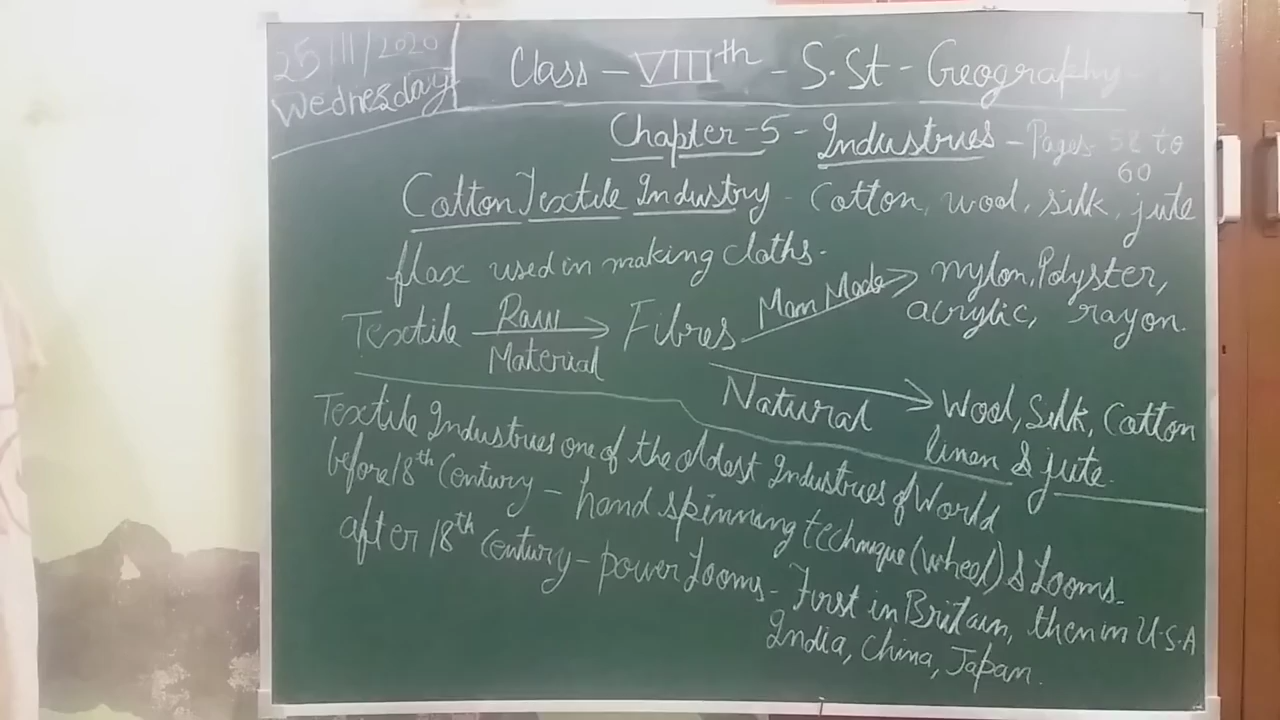 25/11/2020
Wednesday
Class - VIIIth - S.St - Geography
Chapter-5 - Industries - Pages 58 to
60
Cotton Textile Industry - Cotton, wool, silk, jute
flax used in making cloths.
Textile Raw Material Fibres Man Made nylon, Polyster,
acrylic, rayon.
Natural Wool, Silk, Cotton
linen & jute.
Textile Industries one of the oldest Industries of World
before 18th Century - hand spinning technique (wheel) & Looms.
after 18th Century - power Looms - First in Britain, then in U.S.A
India, China, Japan.